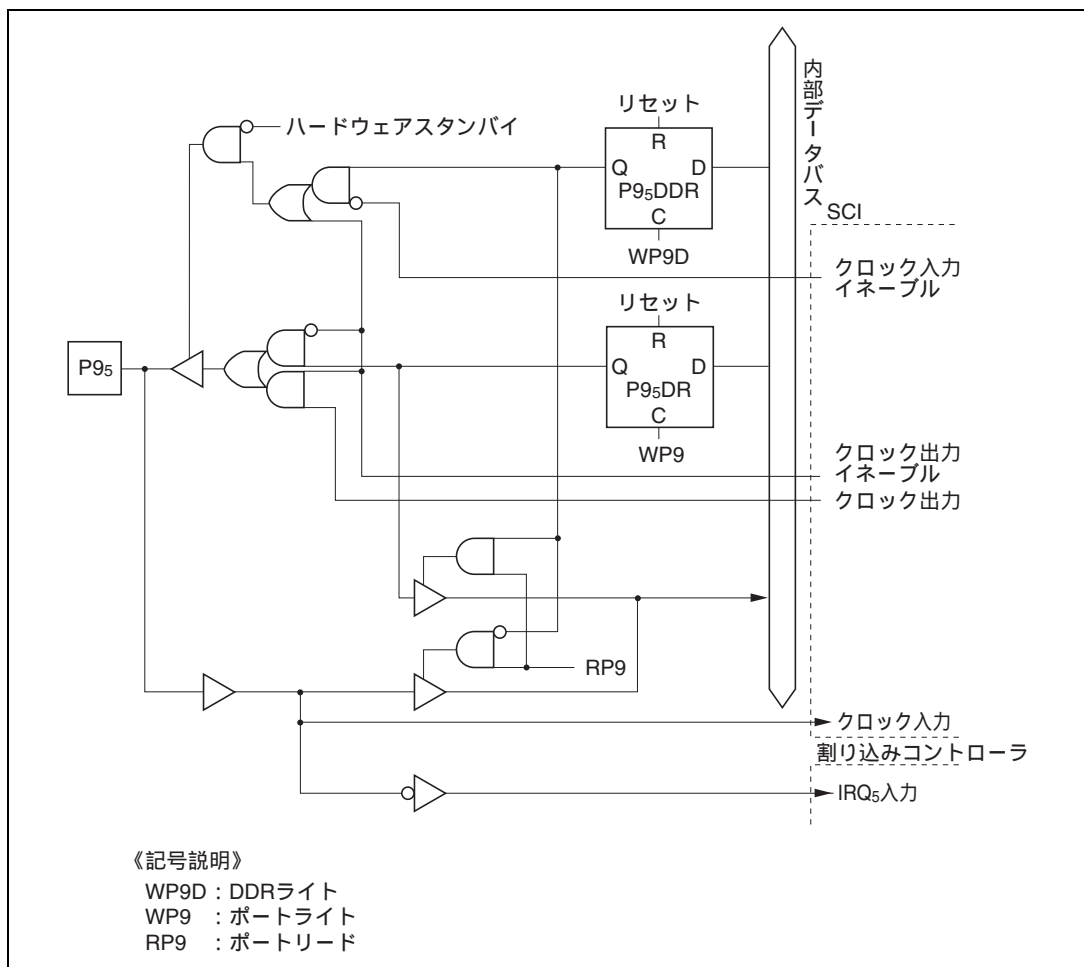 リセット
ハードウェアスタンバイ
R
Q
D
P9₅DDR
C
WP9D
内部データバス
SCI
クロック入力
イネーブル
リセット
R
Q
D
P9₅DR
C
WP9
P9₅
クロック出力
イネーブル
クロック出力
RP9
クロック入力
割り込みコントローラ
IRQ₅入力
《記号説明》
WP9D：DDRライト
WP9 ：ポートライト
RP9 ：ポートリード